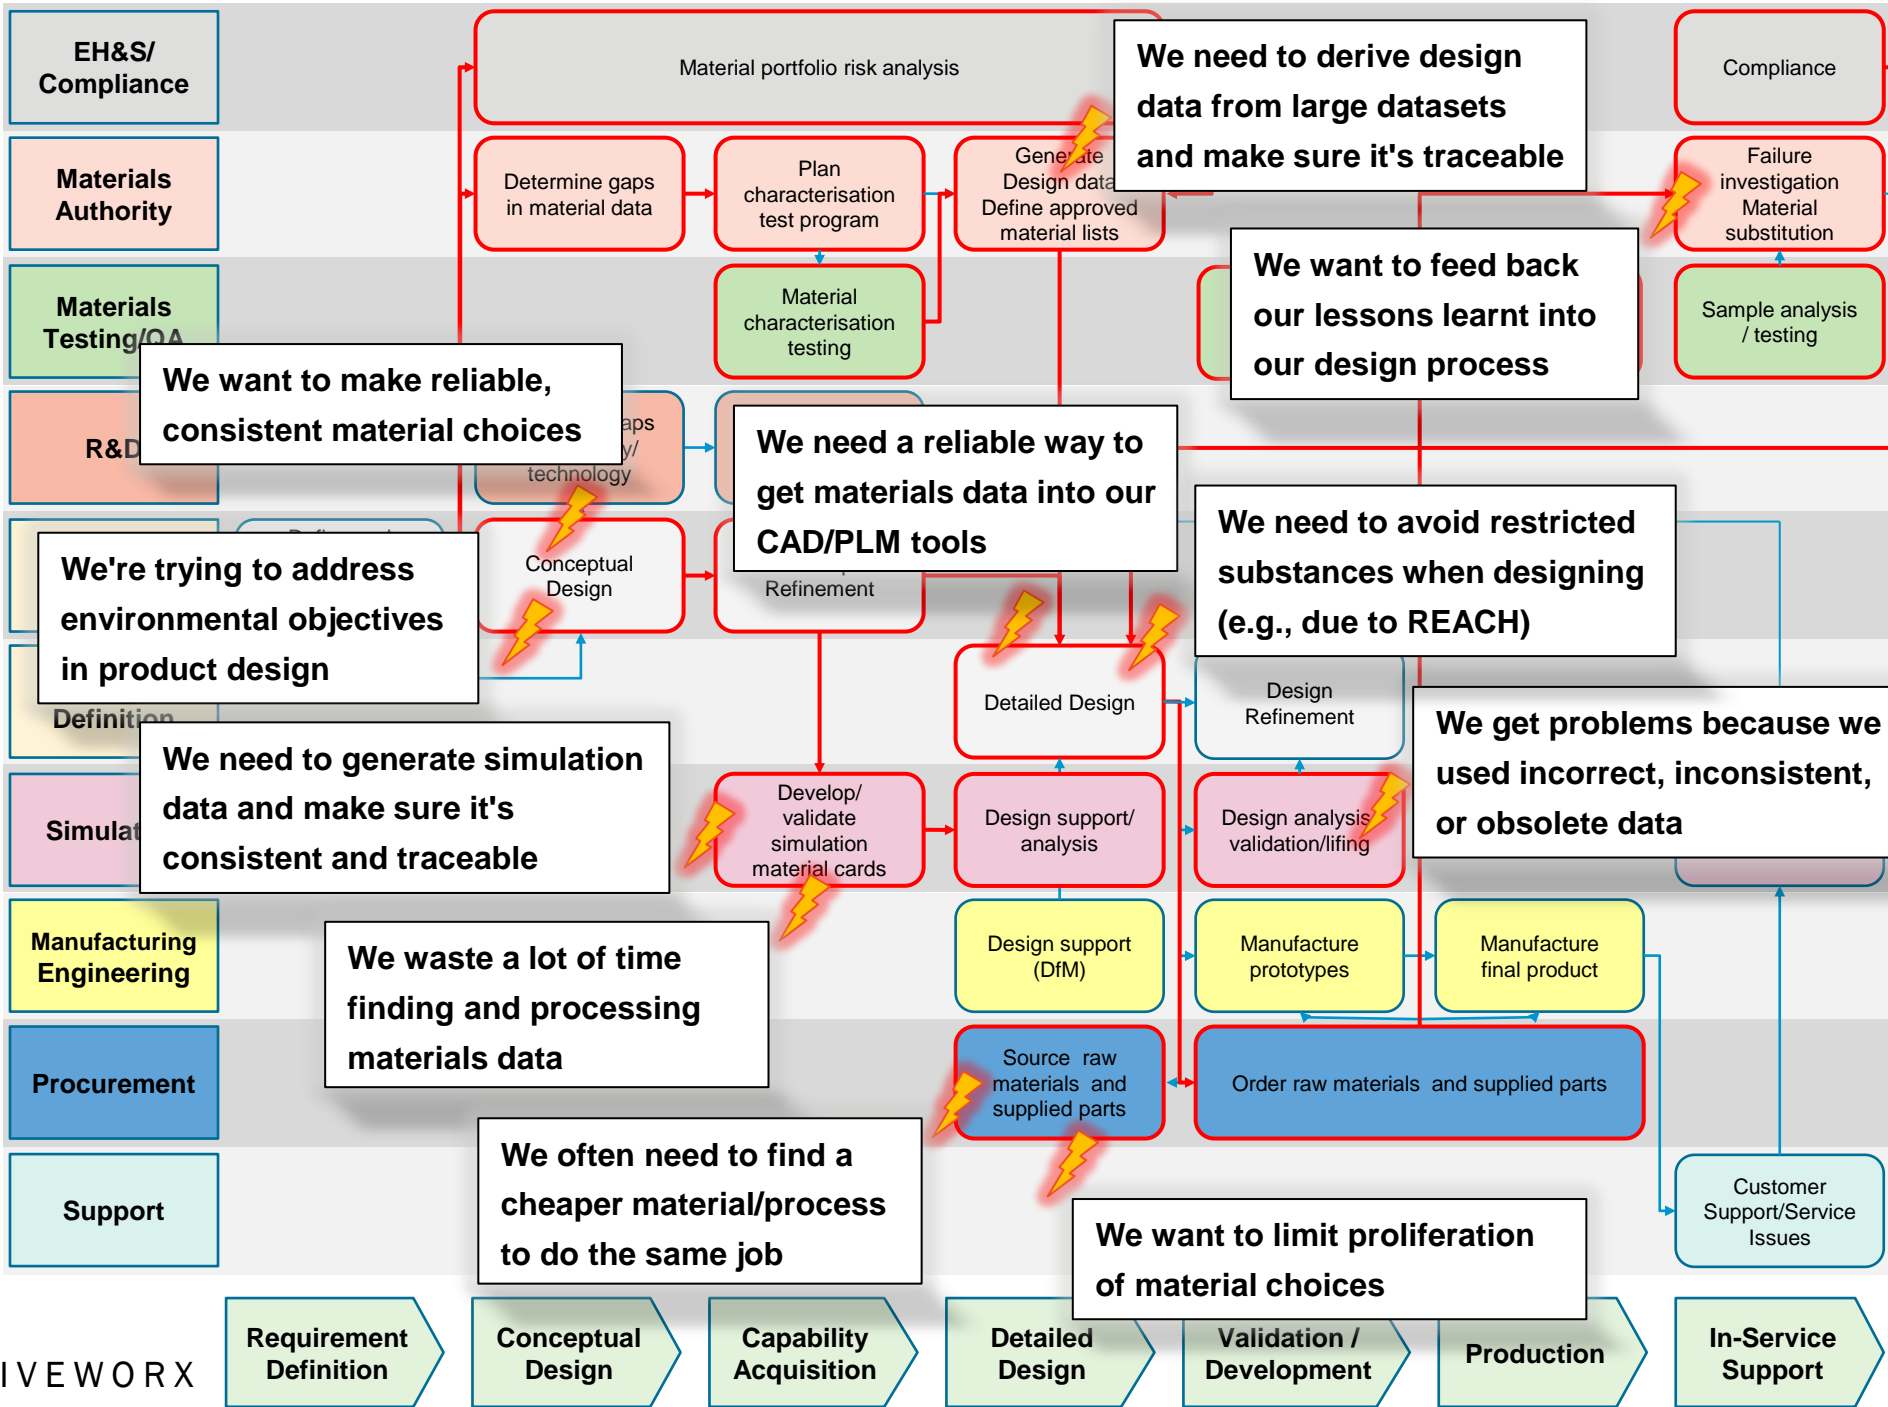 EH&S/
Compliance
Material portfolio risk analysis
We need to derive design
data from large datasets
and make sure it's traceable
Compliance
Materials
Authority
Determine gaps
in material data
Plan
characterisation
test program
Generate
Design data
Define approved
material lists
Failure
investigation
Material
substitution
Materials
Testing/QA
Material
characterisation
testing
We want to feed back
our lessons learnt into
our design process
Sample analysis
/ testing
We want to make reliable,
consistent material choices
R&D
technology
We need a reliable way to
get materials data into our
CAD/PLM tools
We need to avoid restricted
substances when designing
(e.g., due to REACH)
We're trying to address
environmental objectives
in product design
Conceptual
Design
Refinement
Definition
Detailed Design
Design
Refinement
We get problems because we
used incorrect, inconsistent,
or obsolete data
We need to generate simulation
data and make sure it's
consistent and traceable
Develop/
validate
simulation
material cards
Design support/
analysis
Design analysis
validation/lifing
Manufacturing
Engineering
We waste a lot of time
finding and processing
materials data
Design support
(DfM)
Manufacture
prototypes
Manufacture
final product
Procurement
Source raw
materials and
supplied parts
Order raw materials and supplied parts
Support
We often need to find a
cheaper material/process
to do the same job
We want to limit proliferation
of material choices
Customer
Support/Service
Issues
IVEWORX
Requirement
Definition
Conceptual
Design
Capability
Acquisition
Detailed
Design
Validation /
Development
Production
In-Service
Support